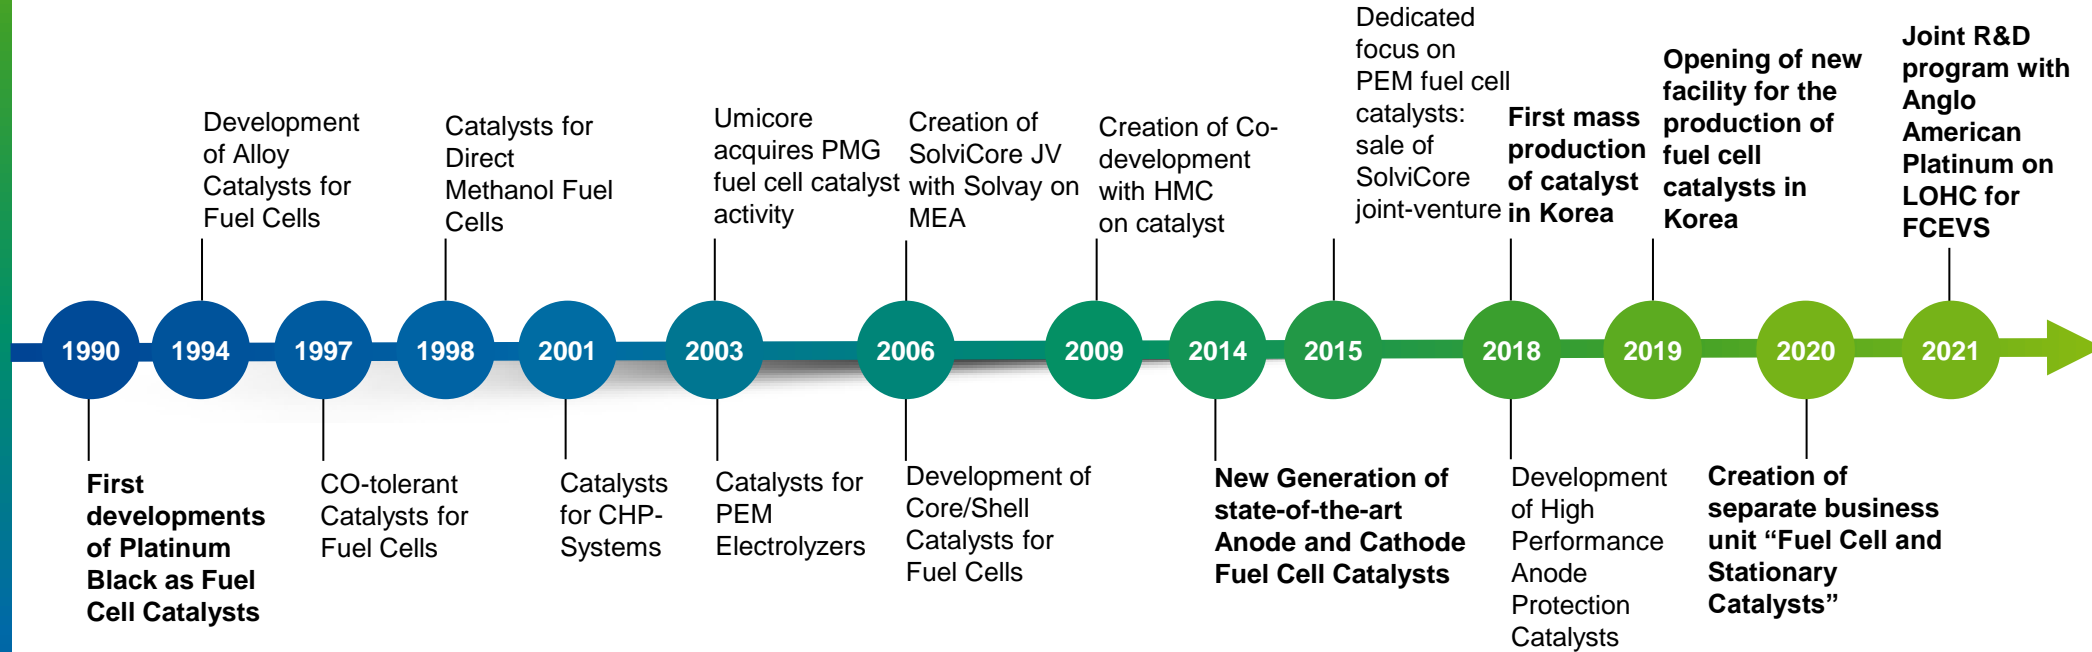 Development
of Alloy
Catalysts for
Fuel Cells
Catalysts for
Direct
Methanol Fuel
Cells
Umicore
acquires PMG
fuel cell catalyst
activity
Creation of
SolviCore JV
with Solvay on
MEA
Creation of Co-
development
with HMC
on catalyst
Dedicated
focus on
PEM fuel cell
catalysts:
sale of
SolviCore
joint-venture
First mass
production
of catalyst
in Korea
Opening of new
facility for the
production of
fuel cell
catalysts in
Korea
Joint R&D
program with
Anglo
American
Platinum on
LOHC for
FCEVS
1990 1994 1997 1998 2001 2003 2006 2009 2014 2015 2018 2019 2020 2021
First
developments
of Platinum
Black as Fuel
Cell Catalysts
CO-tolerant
Catalysts for
Fuel Cells
Catalysts
for CHP-
Systems
Catalysts for
PEM
Electrolyzers
Development of
Core/Shell
Catalysts for
Fuel Cells
New Generation of
state-of-the-art
Anode and Cathode
Fuel Cell Catalysts
Development
of High
Performance
Anode
Protection
Catalysts
Creation of
separate business
unit “Fuel Cell and
Stationary
Catalysts”